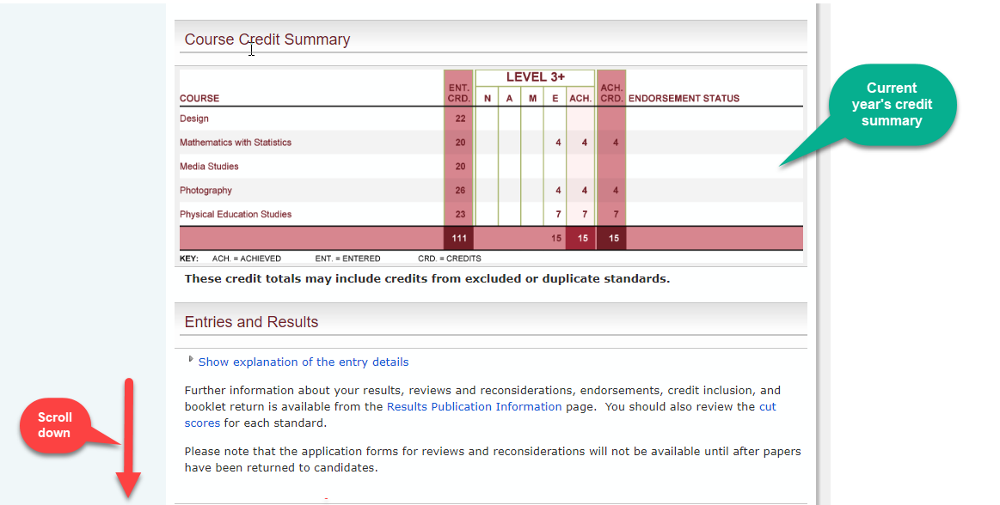 Course Credit Summary
LEVEL 3+
COURSE ENT. CRD. N A M E ACH. ACH. CRD. ENDORSEMENT STATUS
Design 22
Mathematics with Statistics 20 4 4 4
Media Studies 20
Photography 26 4 4 4
Physical Education Studies 23 7 7 7
111 15 15 15
KEY: ACH. = ACHIEVED ENT. = ENTERED CRD. = CREDITS
These credit totals may include credits from excluded or duplicate standards.
Current
year's credit
summary
Entries and Results
Show explanation of the entry details
Further information about your results, reviews and reconsiderations, endorsements, credit inclusion, and
booklet return is available from the Results Publication Information page. You should also review the cut
scores for each standard.
Please note that the application forms for reviews and reconsiderations will not be available until after papers
have been returned to candidates.
Scroll
down